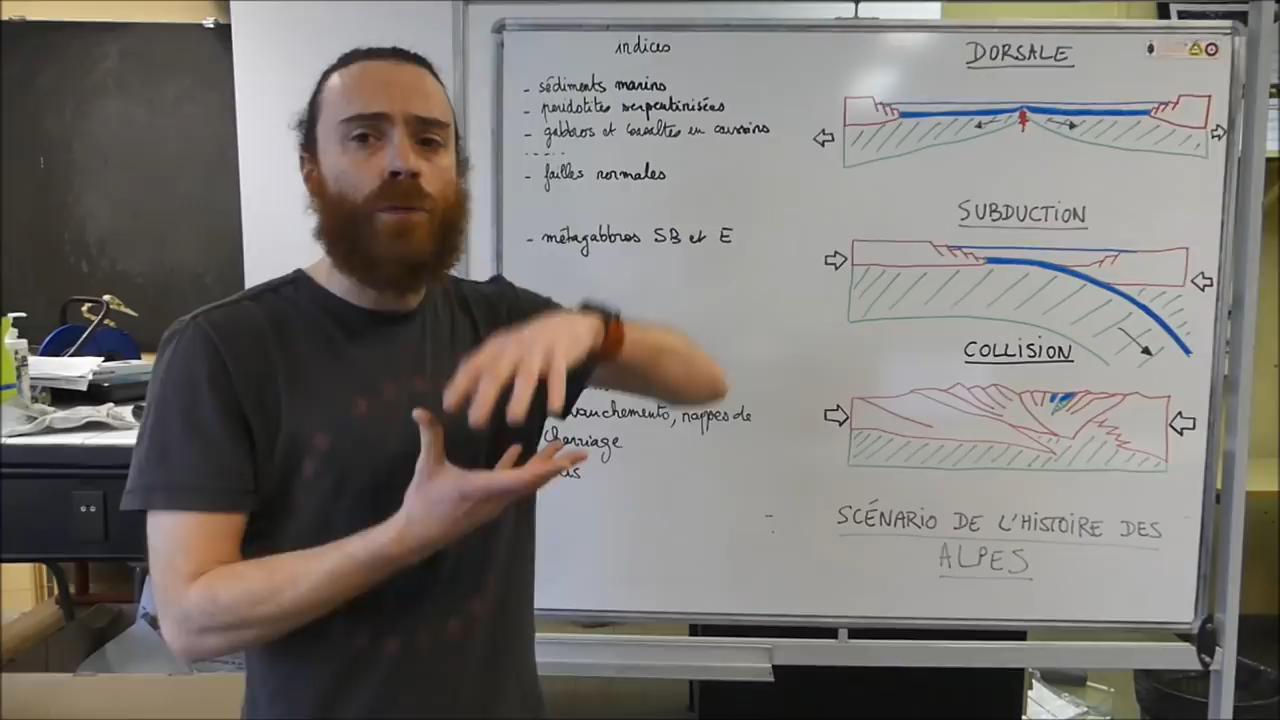 indices
- sédiments marins
- péridotites serpentinisées
- gabbros et basaltes en coussins
- failles normales
- métagabbros SB et E
nappes de
charriage
DORSALE
SUBDUCTION
COLLISION
SCÉNARIO DE L'HISTOIRE DES
ALPES